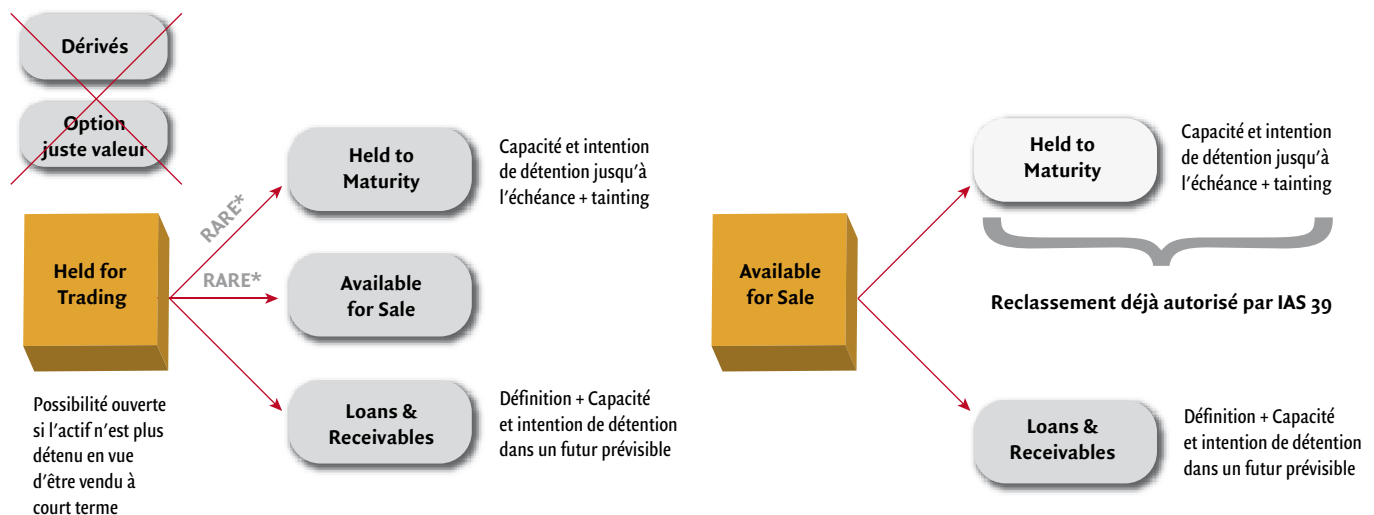 Dérivés
Option
juste valeur
Held for
Trading
Possibilité ouverte
si l'actif n'est plus
détenu en vue
d'être vendu à
court terme
RARE*
RARE*
Held to
Maturity
Capacité et intention
de détention jusqu'à
l'échéance + tainting
Available
for Sale
Loans &
Receivables
Définition + Capacité
et intention de détention
dans un futur prévisible
Available
for Sale
Held to
Maturity
Capacité et intention
de détention jusqu'à
l'échéance + tainting
Reclassement déjà autorisé par IAS 39
Loans &
Receivables
Définition + Capacité
et intention de détention
dans un futur prévisible